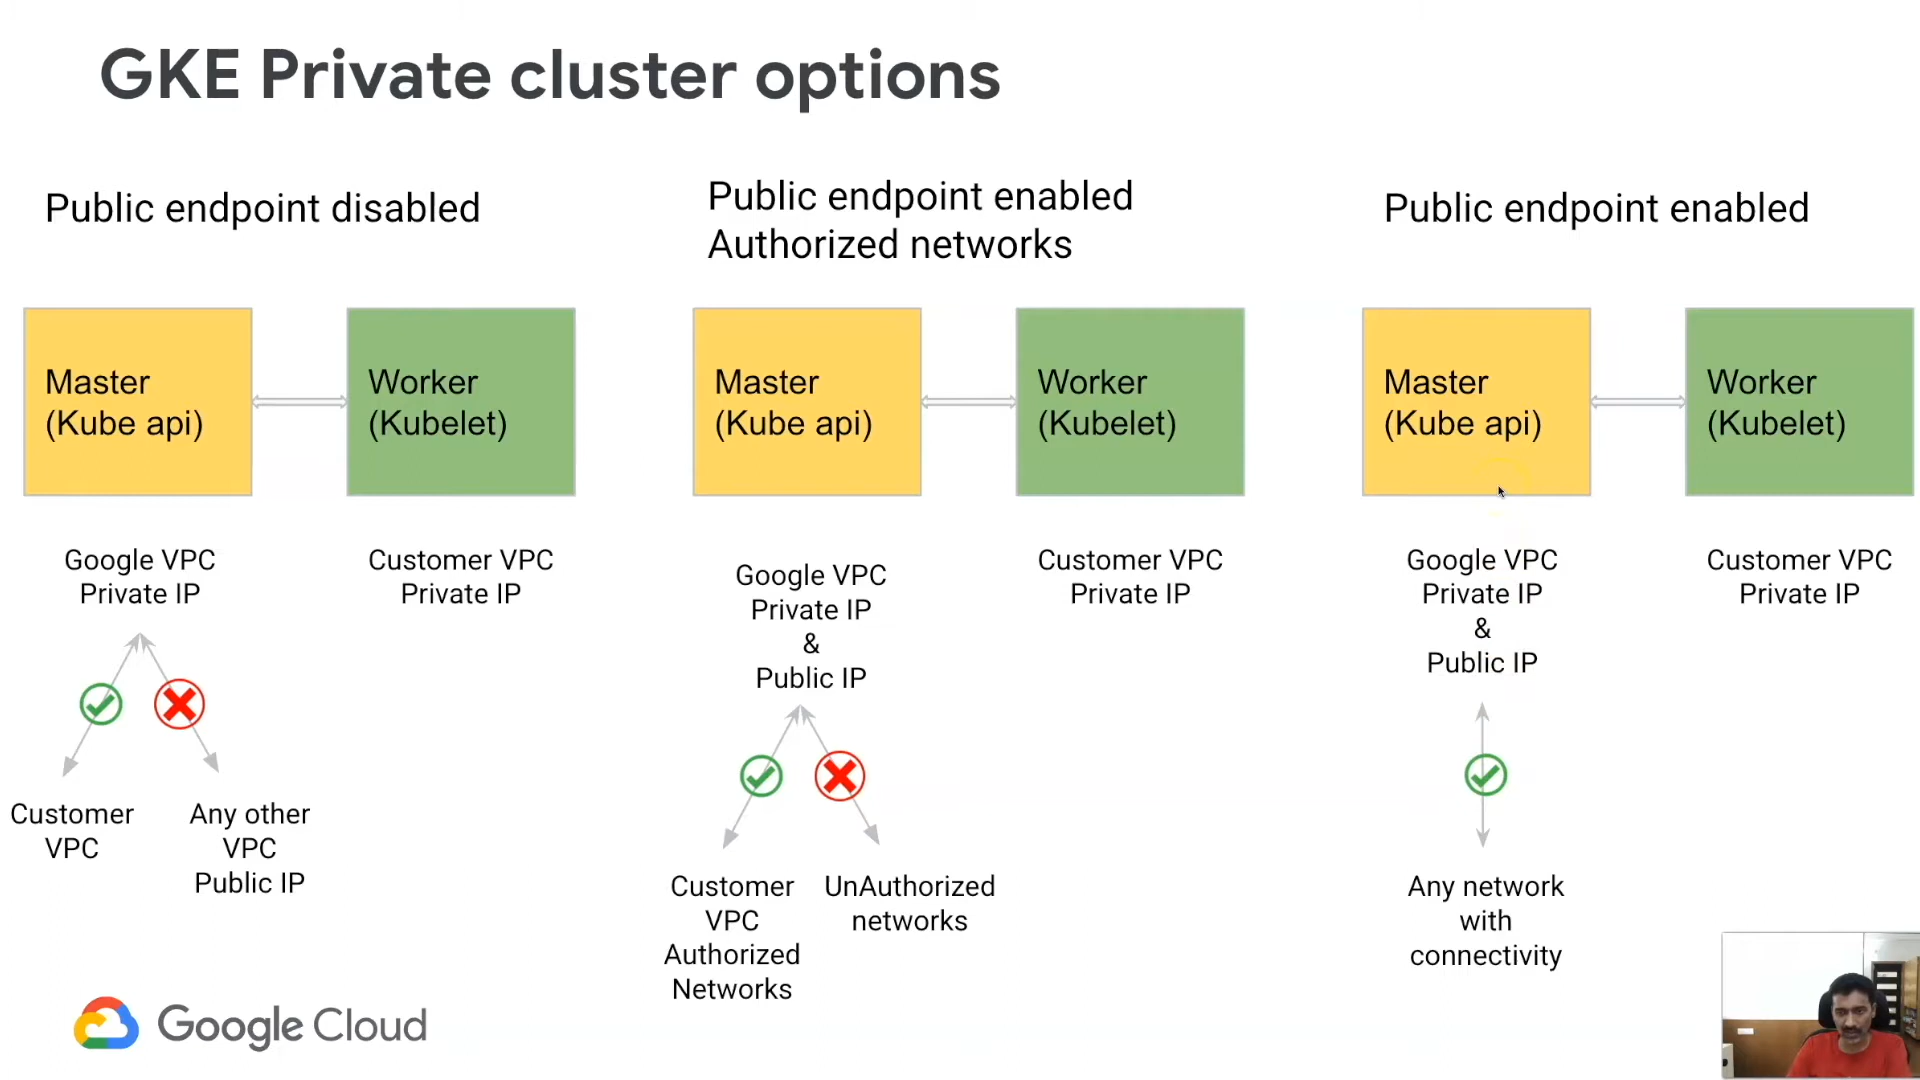 GKE Private cluster options
Public endpoint disabled
Master
(Kube api)
Worker
(Kubelet)
Google VPC
Private IP
Customer VPC
Private IP
Customer
VPC
Any other
VPC
Public IP
Public endpoint enabled
Authorized networks
Master
(Kube api)
Worker
(Kubelet)
Google VPC
Private IP
&
Public IP
Customer VPC
Private IP
Customer
VPC
Authorized
Networks
UnAuthorized
networks
Public endpoint enabled
Master
(Kube api)
Worker
(Kubelet)
Google VPC
Private IP
&
Public IP
Customer VPC
Private IP
Any network
with
connectivity
Google Cloud